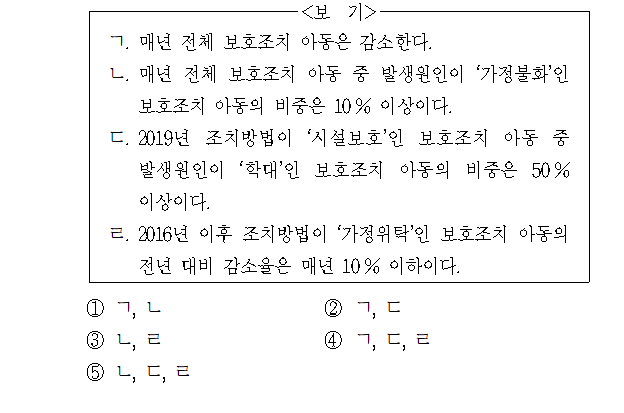 <보 기>
ㄱ. 매년 전체 보호조치 아동은 감소한다.
ㄴ. 매년 전체 보호조치 아동 중 발생원인이 ‘가정불화’인
보호조치 아동의 비중은 10 % 이상이다.
ㄷ. 2019년 조치방법이 ‘시설보호’인 보호조치 아동 중
발생원인이 ‘학대’인 보호조치 아동의 비중은 50 %
이상이다.
ㄹ. 2016년 이후 조치방법이 ‘가정위탁’인 보호조치 아동의
전년 대비 감소율은 매년 10 % 이하이다.
① ㄱ, ㄴ ② ㄱ, ㄷ
③ ㄴ, ㄹ ④ ㄱ, ㄷ, ㄹ
⑤ ㄴ, ㄷ, ㄹ